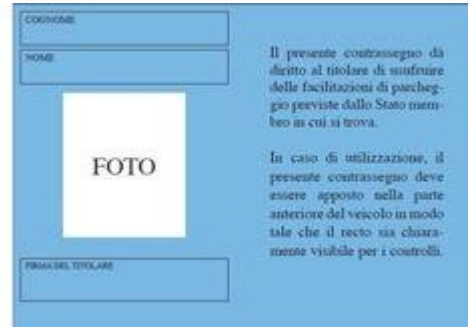 COGNOME
NOME
FOTO
FIRMA DEL TITOLARE
Il presente contrassegno dà
diritto al titolare di usufruire
delle facilitazioni di parcheg-
gio previste dallo Stato mem-
bro in cui si trova.
In caso di utilizzazione, il
presente contrassegno deve
essere apposto nella parte
anteriore del veicolo in modo
tale che il recto sia chiara-
mente visibile per i controlli.